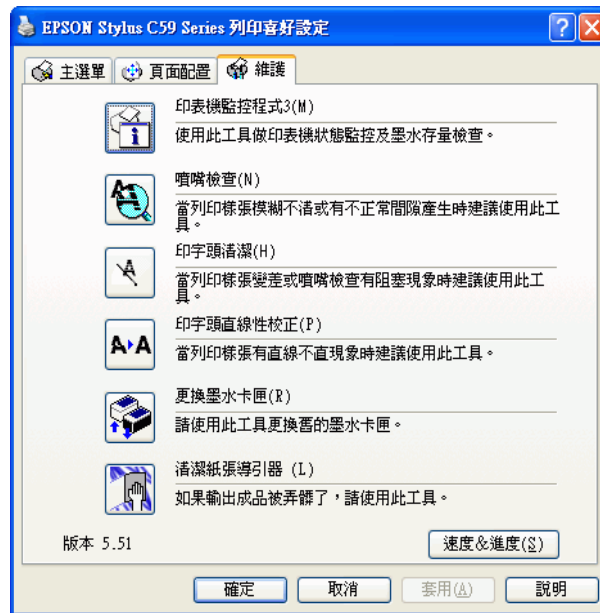 EPSON Stylus C59 Series 列印喜好設定
主選單
頁面配置
維護
印表機監控程式3(M)
使用此工具做印表機狀態監控及墨水存量檢查。
噴嘴檢查(N)
當列印樣張模糊不清或有不正常間隙產生時建議使用此工
具。
印字頭清潔(H)
當列印樣張變差或噴嘴檢查有阻塞現象時建議使用此工
具。
印字頭直線性校正(P)
當列印樣張有直線不直現象時建議使用此工具。
更換墨水卡匣(R)
請使用此工具更換舊的墨水卡匣。
清潔紙張導引器 (L)
如果輸出成品被弄髒了，請使用此工具。
版本 5.51
速度&進度(S)
確定
取消
套用(A)
說明